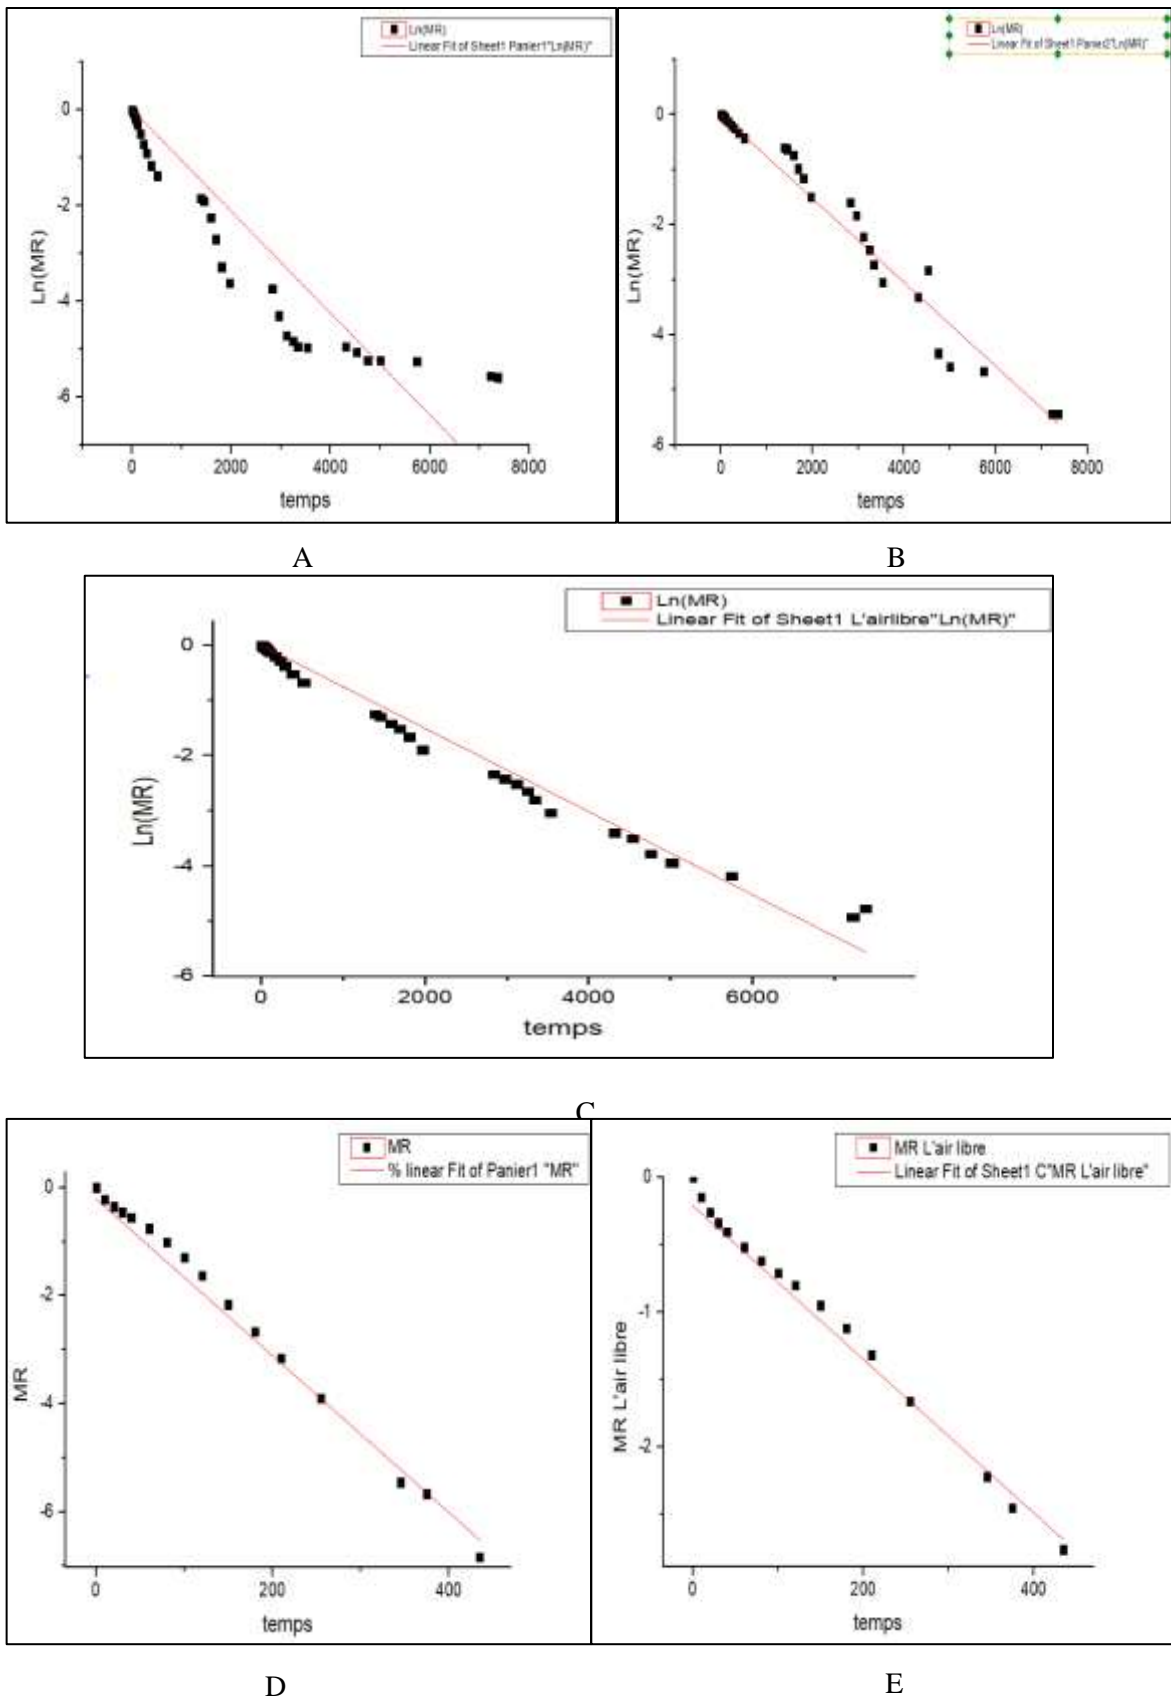 Ln(MR)
Linear Fit of Sheet1 Panier1"Ln(MR)"
0
-2
-4
-6
Ln(MR)
0 2000 4000 6000 8000
temps
Ln(MR)
Linear Fit of Sheet1 Panier2"Ln(MR)"
0
-2
-4
-6
Ln(MR)
0 2000 4000 6000 8000
temps
A B
Ln(MR)
Linear Fit of Sheet1 L'airlibre"Ln(MR)"
0
-2
-4
-6
Ln(MR)
0 2000 4000 6000
temps
C
MR
% linear Fit of Panier1 "MR"
0
-2
-4
-6
MR
0 200 400
temps
MR L'air libre
Linear Fit of Sheet1 C"MR L'air libre"
0
-1
-2
MR L'air libre
0 200 400
temps
D E